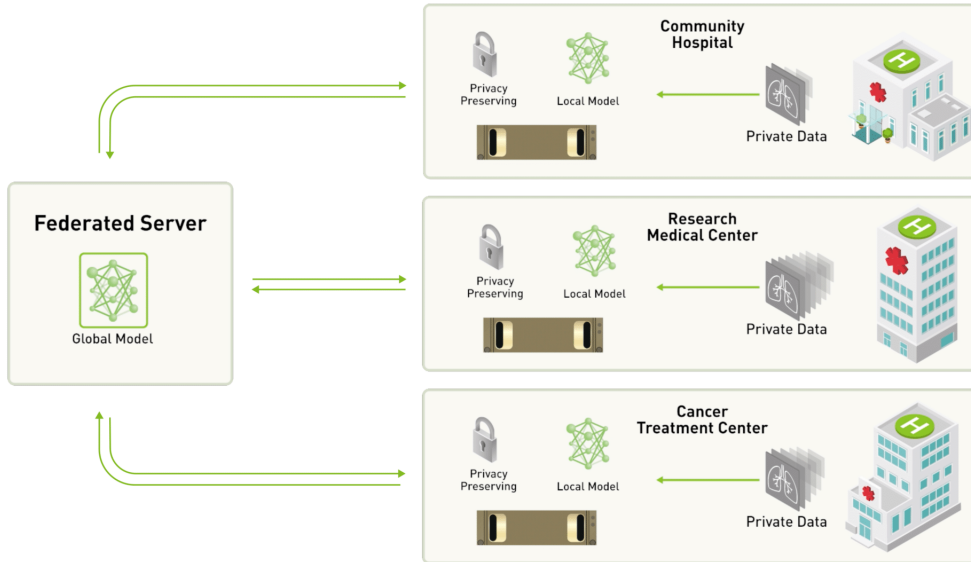 Community
Hospital
Privacy
Preserving
Local Model
Private Data
H
Federated Server
Global Model
Research
Medical Center
Privacy
Preserving
Local Model
Private Data
H
Cancer
Treatment Center
Privacy
Preserving
Local Model
Private Data
H